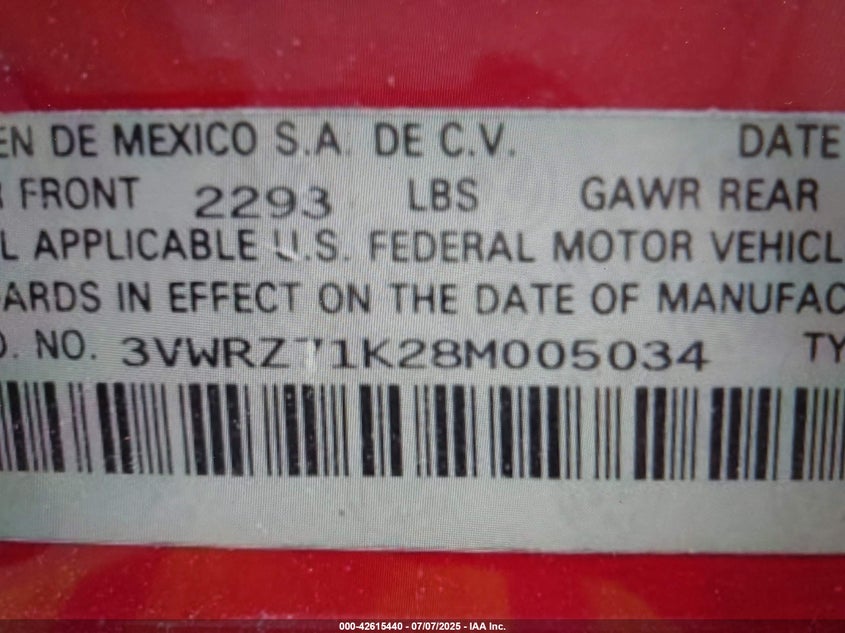 EN DE MEXICO S.A. DE C.V. DATE
FRONT 2293 LBS GAWR REAR
L APPLICABLE U.S. FEDERAL MOTOR VEHICL
ARDS IN EFFECT ON THE DATE OF MANUFAC
. NO. 3VWRZ71K28M005034 TY
000-42615440 - 07/07/2025 - IAA Inc.